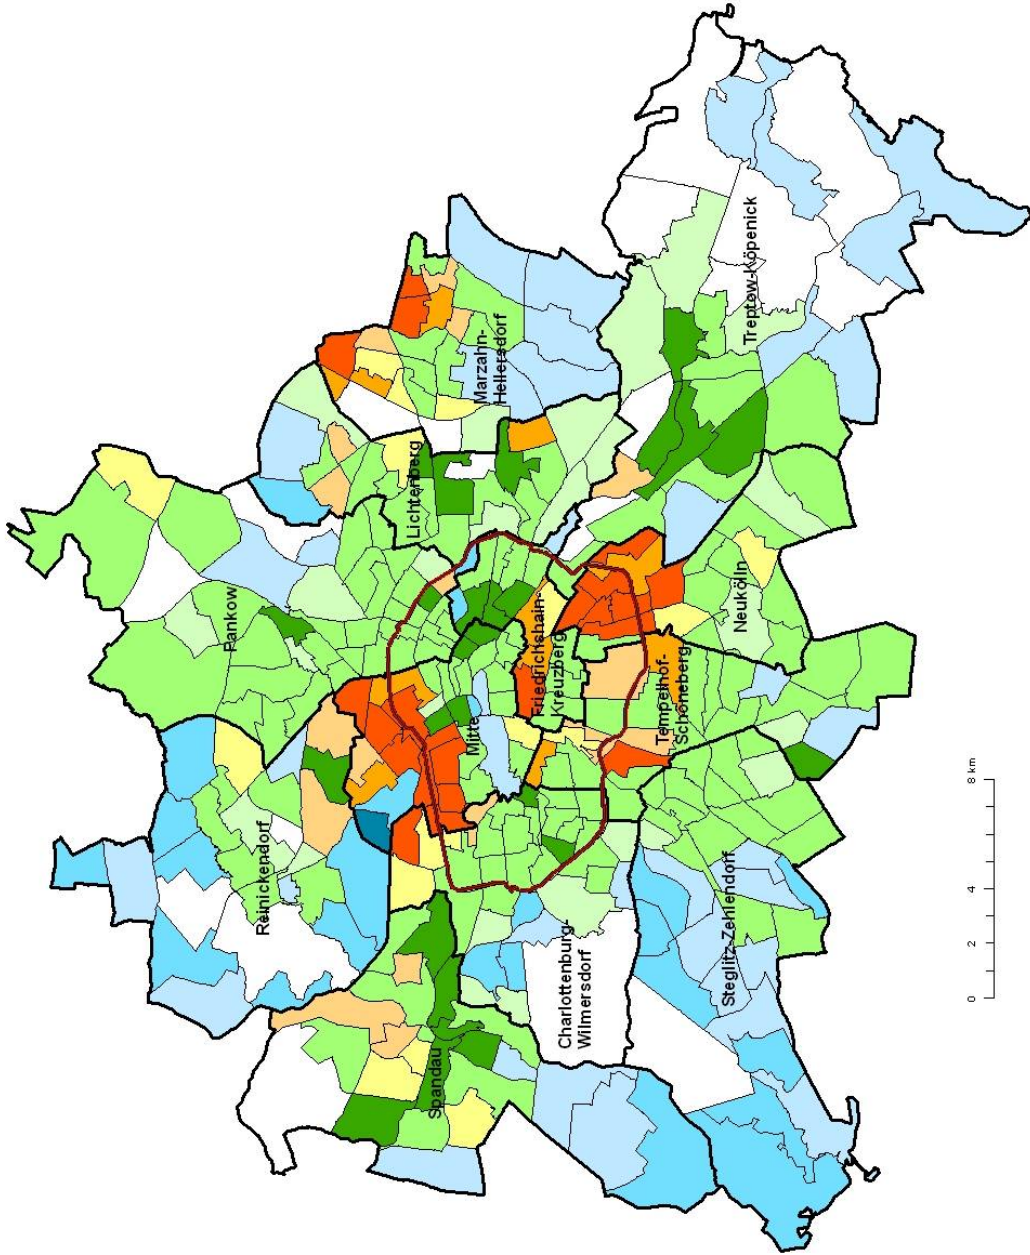 Pankow
Reinickendorf
Lichtenberg
Marzahn-
Hellersdorf
Mitte
Spandau
Friedrichshain-
Kreuzberg
Charlottenburg-
Wilmersdorf
Tempelhof-
Schöneberg
Neukölln
Treptow-Köpenick
Steglitz-Zehlendorf
0 2 4 8 km